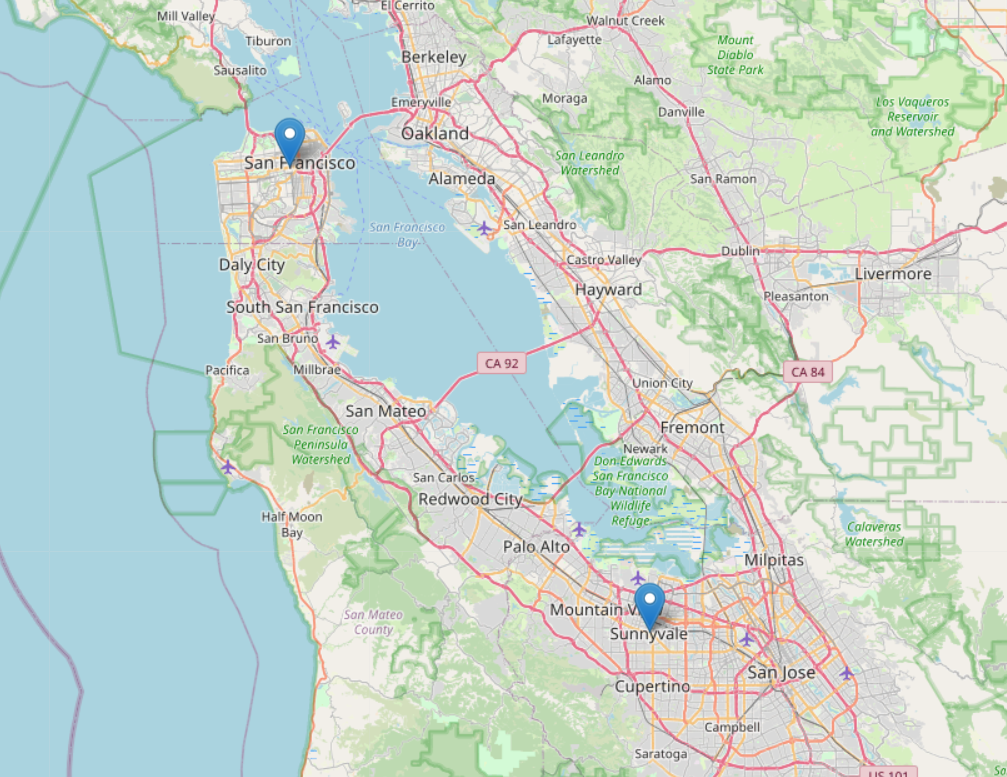 El Cerrito
Mill Valley
Walnut Creek
Tiburon
Lafayette
Berkeley
Mount
Diablo
State Park
Sausalito
Alamo
Moraga
Emeryville
Danville
Los Vaqueros
Reservoir
and Watershed
Oakland
San Francisco
San Leandro
Watershed
Alameda
San Ramon
San Francisco
Bay
San Leandro
Dublin
Castro Valley
Daly City
Livermore
Hayward
Pleasanton
South San Francisco
San Bruno
CA 92
Pacifica
Millbrae
CA 84
Union City
San Mateo
Fremont
San Francisco
Peninsula
Watershed
Newark
Don Edwards
San Francisco
Bay National
Wildlife
Refuge
San Carlos
Redwood City
Half Moon
Bay
Calaveras
Watershed
Palo Alto
Milpitas
Mountain
San Mateo
County
Sunnyvale
San Jose
Cupertino
Campbell
Saratoga
US 101